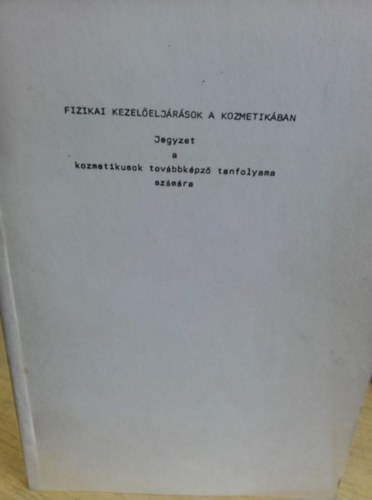 FIZIKAI KEZELŐELJÁRÁSOK A KOZMETIKÁBAN
Jegyzet
a
kozmetikusok továbbképző tanfolyama
számára